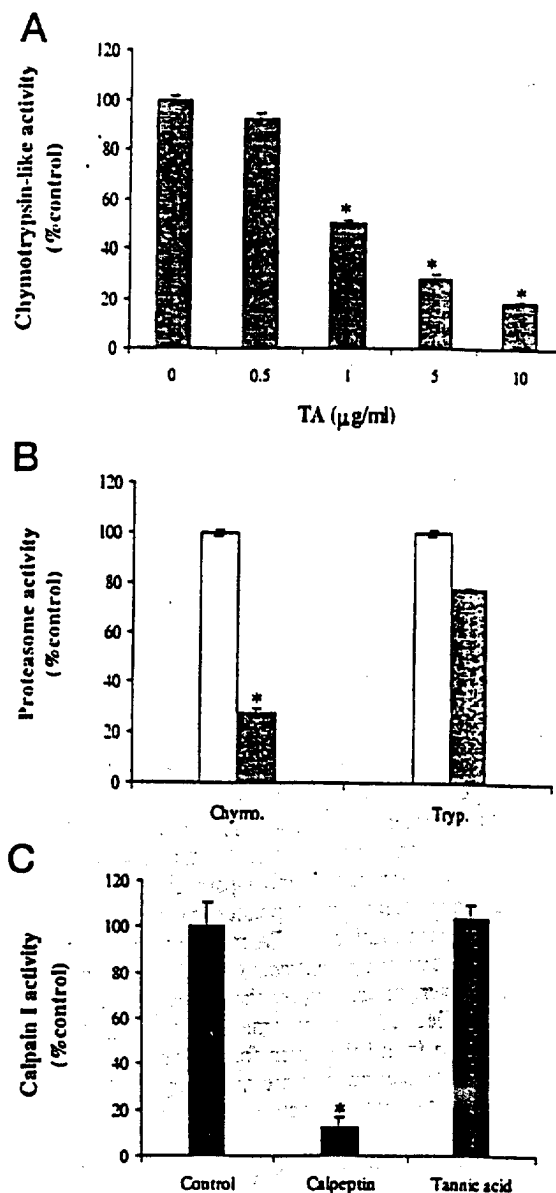 A
Chymotrypsin-like activity
(%control)
120
100
80
60
40
20
0
*
*
*
0 0.5 1 5 10
TA (μg/ml)
B
Proteasome activity
(%control)
120
100
80
60
40
20
0
*
Chymo. Tryp.
C
Calpain I activity
(%control)
120
100
80
60
40
20
0
*
Control Calpeptin Tannic acid